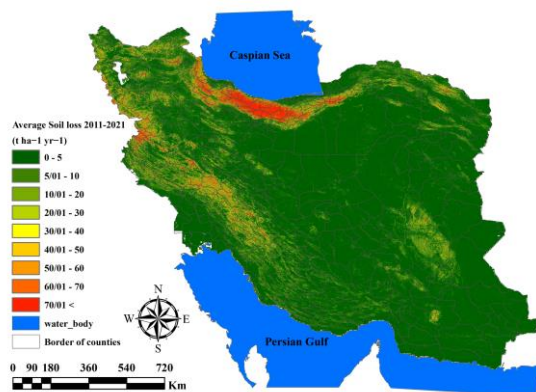 Caspian Sea
Average Soil loss 2011-2021
(t ha−1 yr−1)
0 - 5
5/01 - 10
10/01 - 20
20/01 - 30
30/01 - 40
40/01 - 50
50/01 - 60
60/01 - 70
70/01 <
water_body
Border of counties
N
W E
S
Persian Gulf
0 90 180 360 540 720
Km